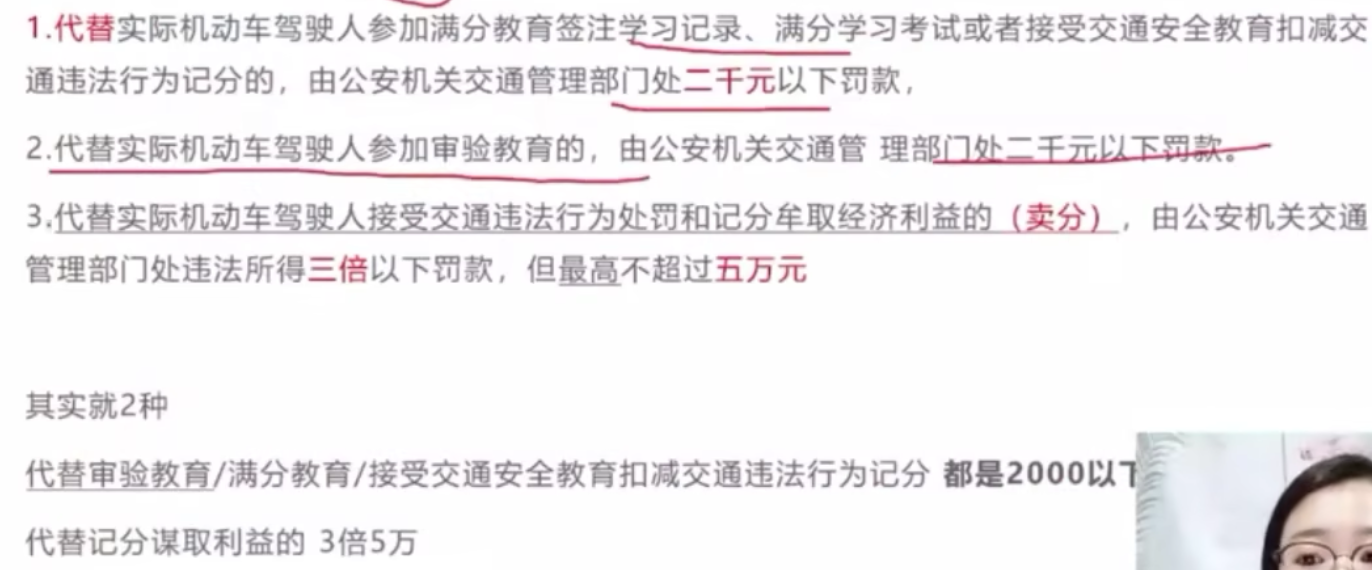 1.代替实际机动车驾驶人参加满分教育签注学习记录、满分学习考试或者接受交通安全教育扣减交
通违法行为记分的，由公安机关交通管理部门处二千元以下罚款，
2.代替实际机动车驾驶人参加审验教育的，由公安机关交通管 理部门处二千元以下罚款。
3.代替实际机动车驾驶人接受交通违法行为处罚和记分牟取经济利益的（卖分），由公安机关交通
管理部门处违法所得三倍以下罚款，但最高不超过五万元
其实就2种
代替审验教育/满分教育/接受交通安全教育扣减交通违法行为记分 都是2000以下
代替记分谋取利益的 3倍5万